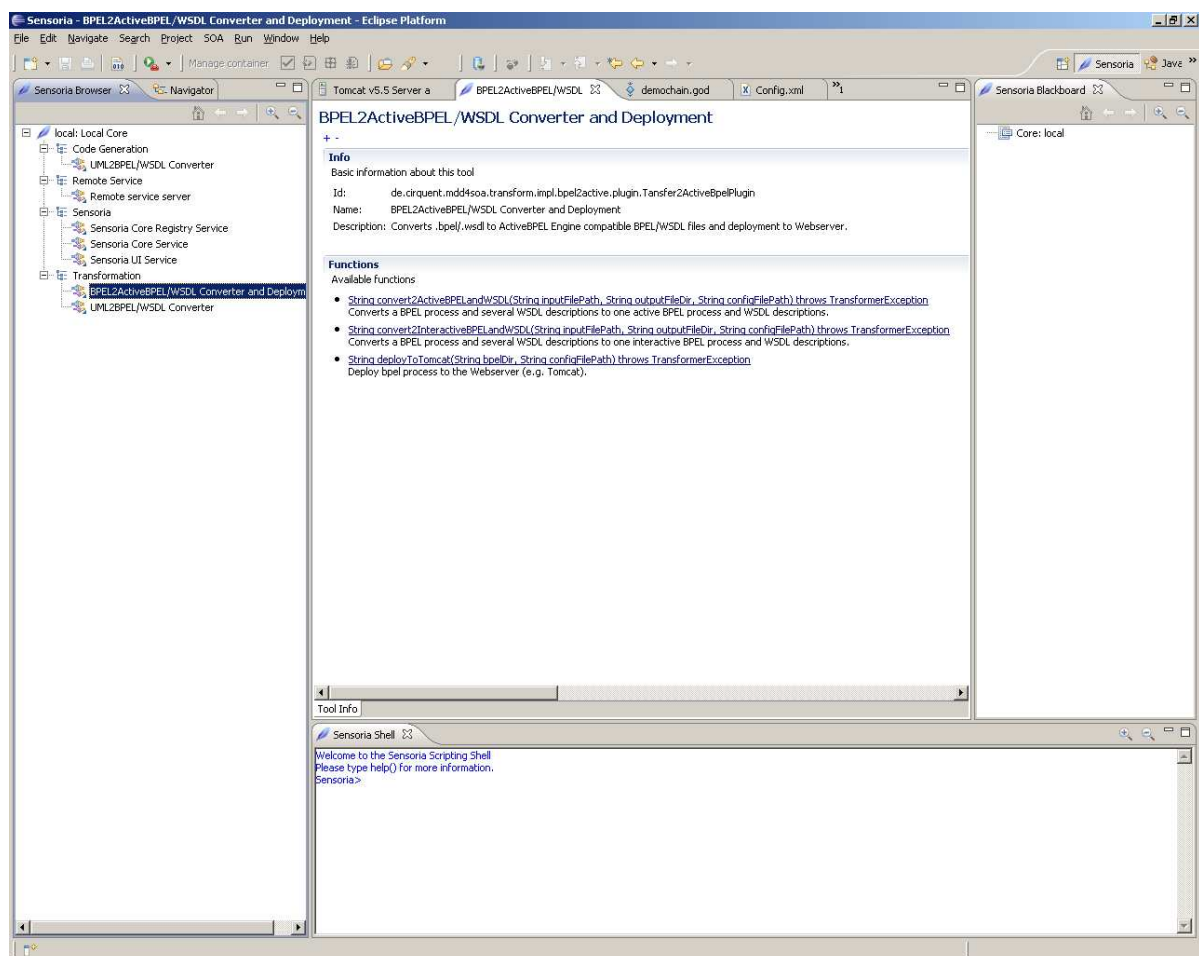 Sensoria - BPEL2ActiveBPEL/WSDL Converter and Deployment - Eclipse Platform
File Edit Navigate Search Project SOA Run Window Help
Manage container
Sensoria Java
Sensoria Browser Navigator
local: Local Core
Code Generation
UML2BPEL/WSDL Converter
Remote Service
Remote service server
Sensoria
Sensoria Core Registry Service
Sensoria Core Service
Sensoria UI Service
Transformation
BPEL2ActiveBPEL/WSDL Converter and Deploym
UML2BPEL/WSDL Converter
Tomcat v5.5 Server a BPEL2ActiveBPEL/WSDL demochain.god Config.xml »1
BPEL2ActiveBPEL/WSDL Converter and Deployment
+ -
Info
Basic information about this tool
Id: de.cirquent.mdd4soa.transform.impl.bpel2active.plugin.Tansfer2ActiveBpelPlugin
Name: BPEL2ActiveBPEL/WSDL Converter and Deployment
Description: Converts .bpel/.wsdl to ActiveBPEL Engine compatible BPEL/WSDL files and deployment to Webserver.
Functions
Available functions
• String convert2ActiveBPELandWSDL(String inputFilePath, String outputFileDir, String configFilePath) throws TransformerException
Converts a BPEL process and several WSDL descriptions to one active BPEL process and WSDL descriptions.
• String convert2InteractiveBPELandWSDL(String inputFilePath, String outputFileDir, String configFilePath) throws TransformerException
Converts a BPEL process and several WSDL descriptions to one interactive BPEL process and WSDL descriptions.
• String deployToTomcat(String bpelDir, String configFilePath) throws TransformerException
Deploy bpel process to the Webserver (e.g. Tomcat).
Tool Info
Sensoria Blackboard
Core: local
Sensoria Shell
Welcome to the Sensoria Scripting Shell
Please type help() for more information.
Sensoria>